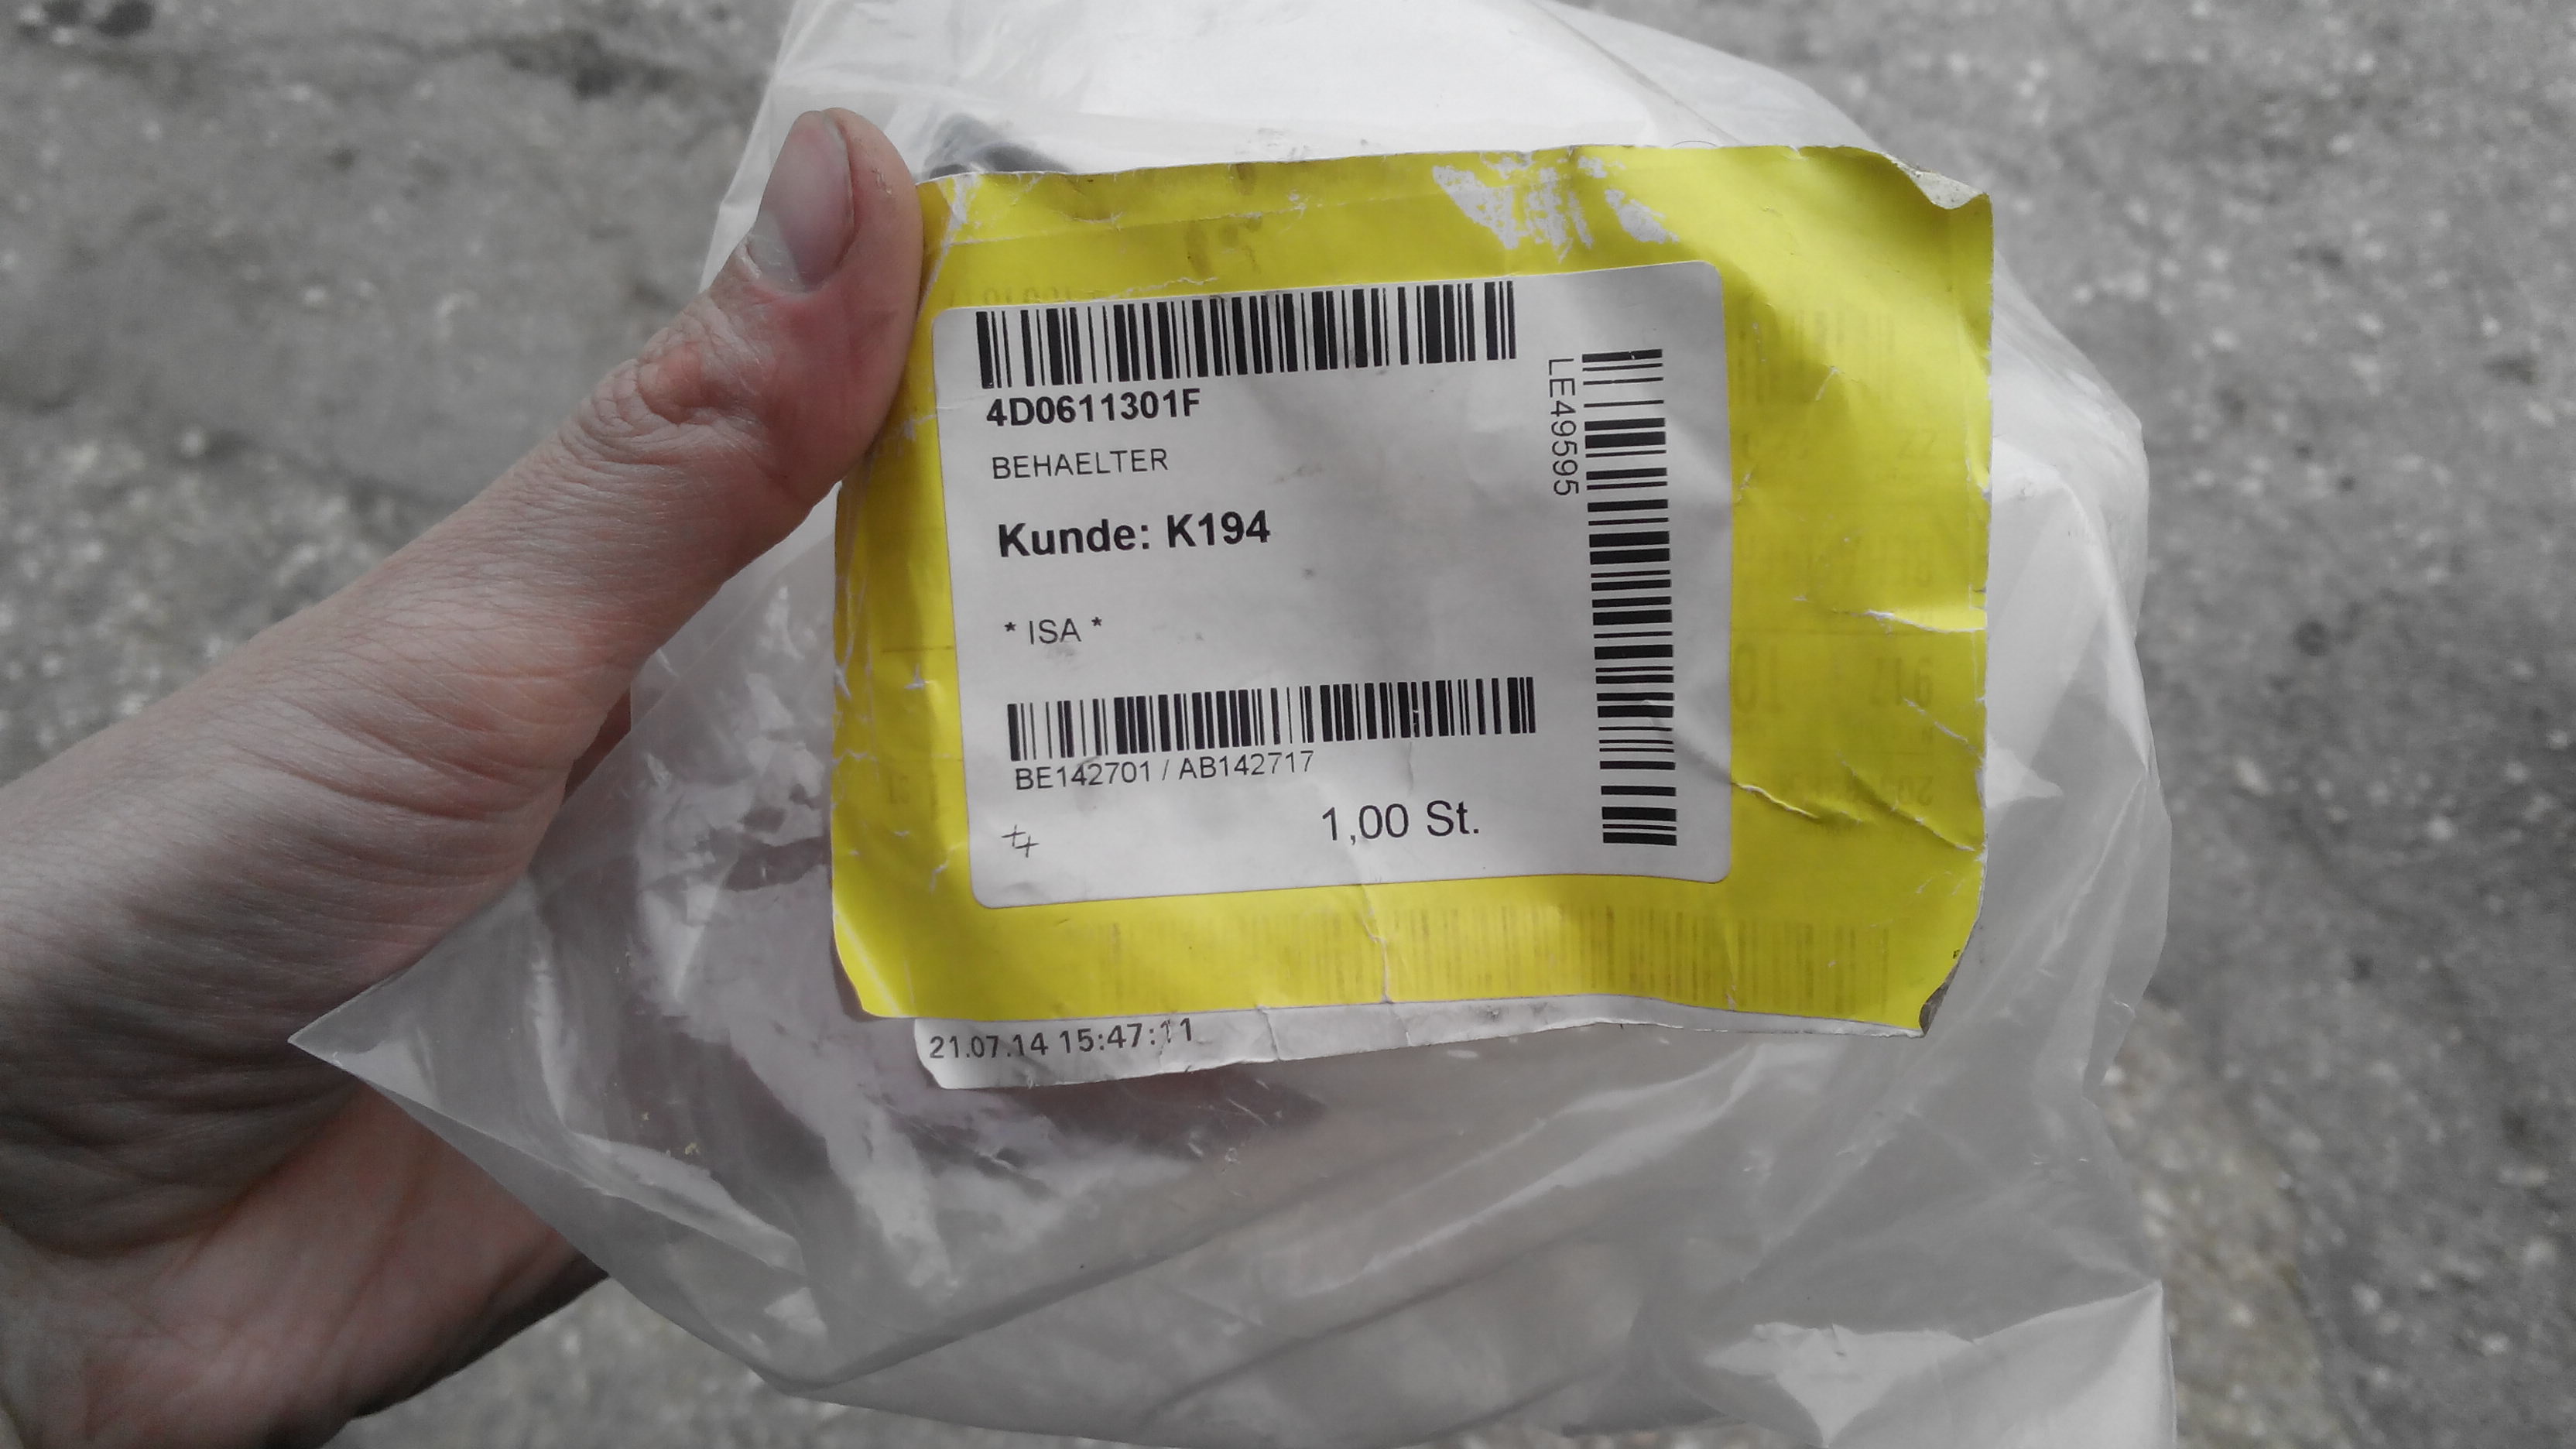 4D0611301F
BEHAELTER
Kunde: K194
* ISA *
BE142701 / AB142717
1,00 St.
LE49595
21.07.14 15:47:11